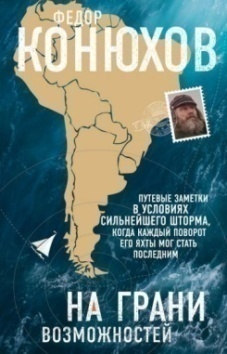 ФЕДОР
КОНЮХОВ
ПУТЕВЫЕ ЗАМЕТКИ
В УСЛОВИЯХ
СИЛЬНЕЙШЕГО ШТОРМА,
КОГДА КАЖДЫЙ ПОВОРОТ
ЕГО ЯХТЫ МОГ СТАТЬ
ПОСЛЕДНИМ
НА ГРАНИ
ВОЗМОЖНОСТЕЙ